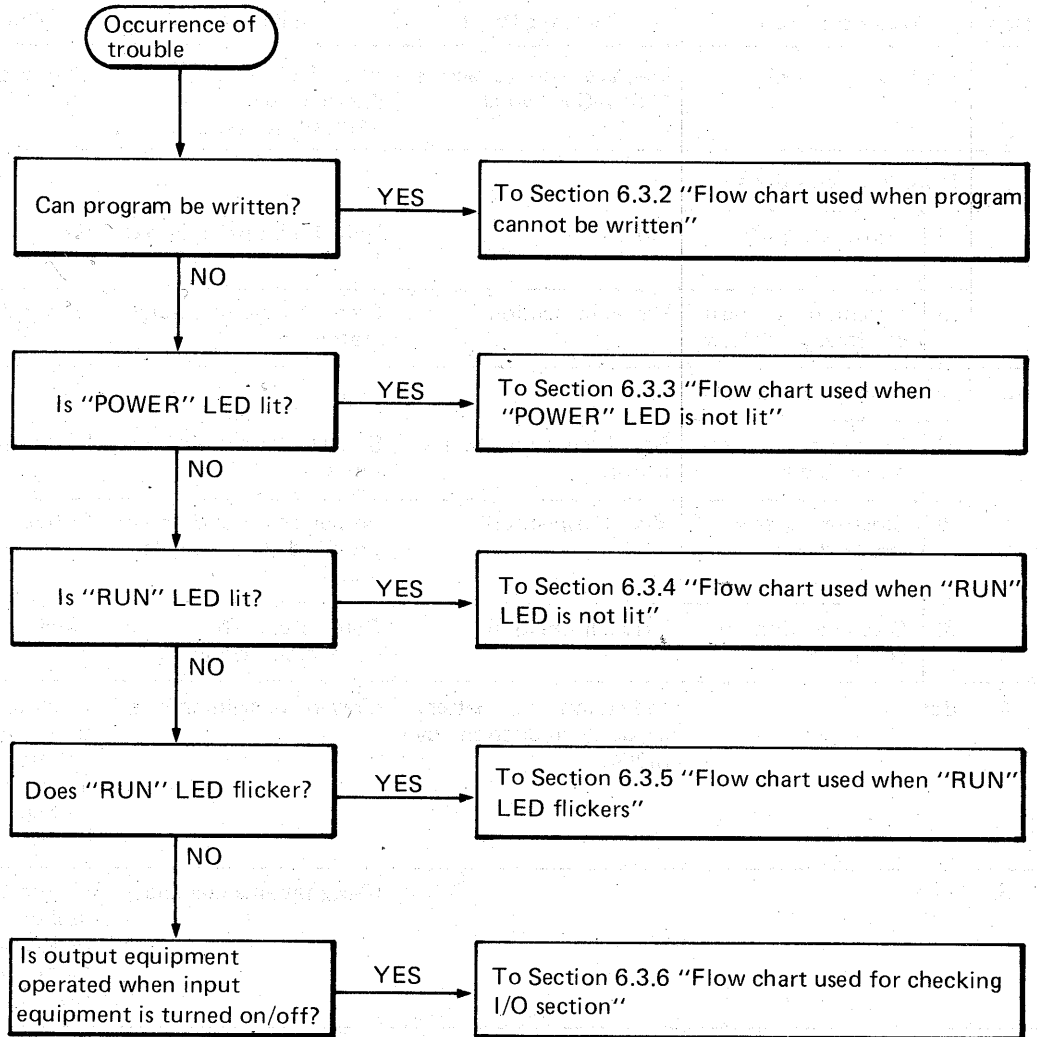 Occurrence of
trouble
Can program be written?
YES
To Section 6.3.2 "Flow chart used when program
cannot be written"
NO
Is "POWER" LED lit?
YES
To Section 6.3.3 "Flow chart used when
"POWER" LED is not lit"
NO
Is "RUN" LED lit?
YES
To Section 6.3.4 "Flow chart used when "RUN"
LED is not lit"
NO
Does "RUN" LED flicker?
YES
To Section 6.3.5 "Flow chart used when "RUN"
LED flickers"
NO
Is output equipment
operated when input
equipment is turned on/off?
YES
To Section 6.3.6 "Flow chart used for checking
I/O section"